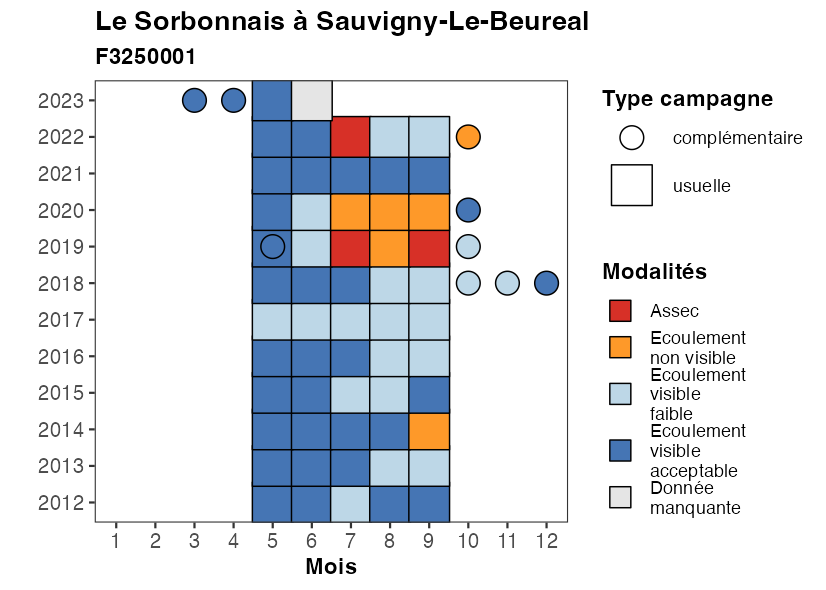 Le Sorbonnais à Sauvigny-Le-Beureal
F3250001
2023
2022
2021
2020
2019
2018
2017
2016
2015
2014
2013
2012
1 2 3 4 5 6 7 8 9 10 11 12
Mois
Type campagne
complémentaire
usuelle
Modalités
Assec
Ecoulement
non visible
Ecoulement
visible
faible
Ecoulement
visible
acceptable
Donnée
manquante